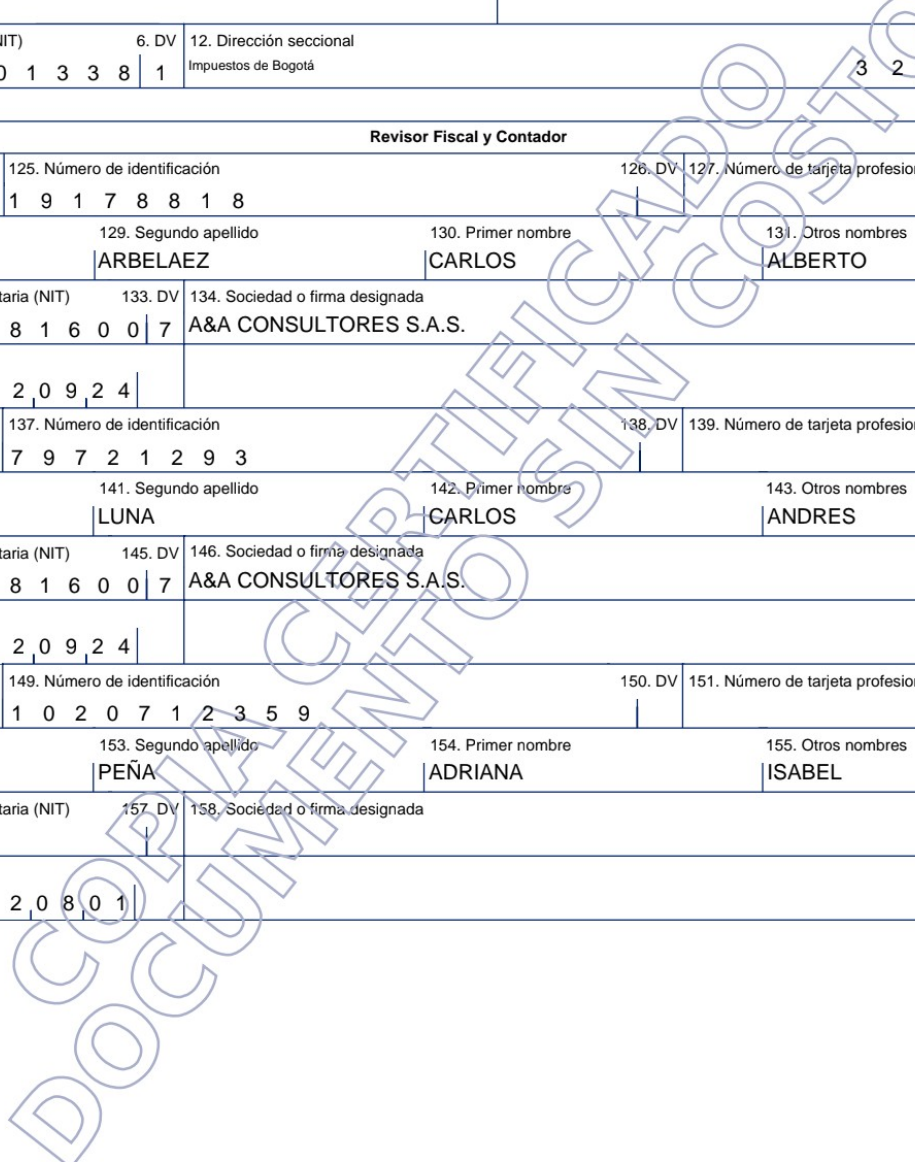 NIT) 6. DV 12. Dirección seccional
0 1 3 3 8 1 Impuestos de Bogotá 3 2
Revisor Fiscal y Contador
125. Número de identificación 126. DV 127. Número de tarjeta profesion
1 9 1 7 8 8 1 8
129. Segundo apellido 130. Primer nombre 131. Otros nombres
ARBELAEZ CARLOS ALBERTO
taria (NIT) 133. DV 134. Sociedad o firma designada
8 1 6 0 0 7 A&A CONSULTORES S.A.S.
2 0 9 2 4
137. Número de identificación 138. DV 139. Número de tarjeta profesion
7 9 7 2 1 2 9 3
141. Segundo apellido 142. Primer nombre 143. Otros nombres
LUNA CARLOS ANDRES
taria (NIT) 145. DV 146. Sociedad o firma designada
8 1 6 0 0 7 A&A CONSULTORES S.A.S.
2 0 9 2 4
149. Número de identificación 150. DV 151. Número de tarjeta profesion
1 0 2 0 7 1 2 3 5 9
153. Segundo apellido 154. Primer nombre 155. Otros nombres
PEÑA ADRIANA ISABEL
taria (NIT) 157. DV 158. Sociedad o firma designada
2 0 8 0 1
COPIA CERTIFICADO
DOCUMENTO SIN COSTO